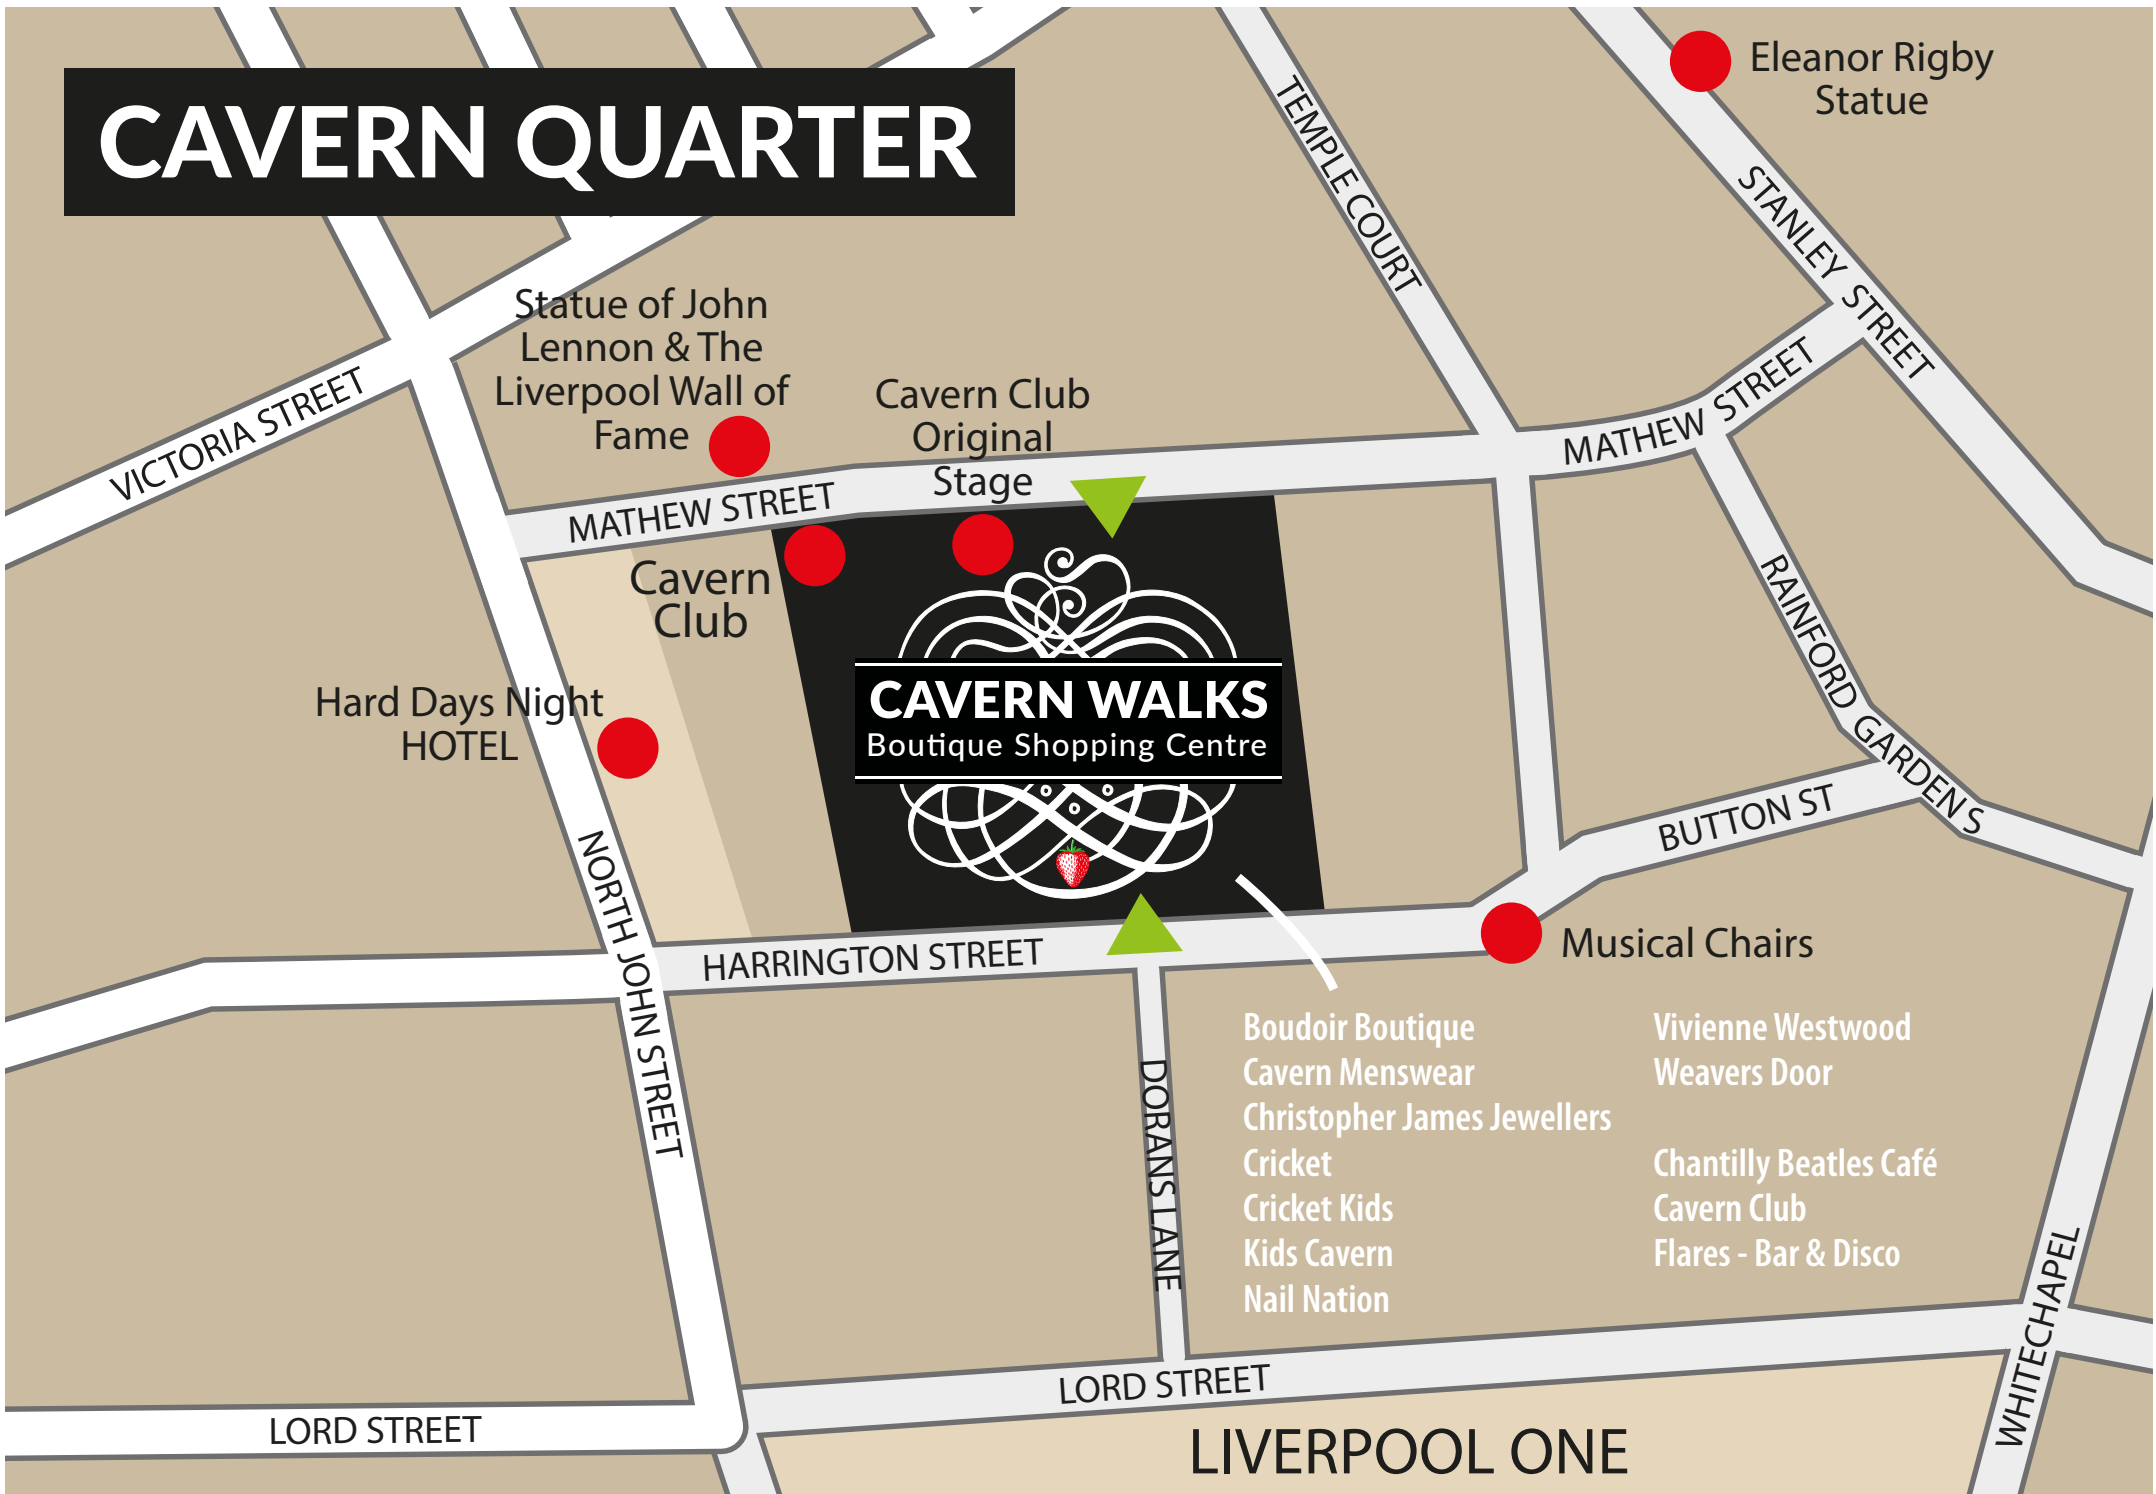 CAVERN QUARTER
Eleanor Rigby
Statue
TEMPLE COURT
STANLEY STREET
Statue of John
Lennon & The
Liverpool Wall of
Fame
Cavern Club
Original
Stage
VICTORIA STREET
MATHEW STREET
MATHEW STREET
Cavern
Club
RAINFORD GARDENS
Hard Days Night
HOTEL
CAVERN WALKS
Boutique Shopping Centre
BUTTON ST
NORTH JOHN STREET
HARRINGTON STREET
Musical Chairs
DORANS LANE
Boudoir Boutique
Cavern Menswear
Christopher James Jewellers
Cricket
Cricket Kids
Kids Cavern
Nail Nation
Vivienne Westwood
Weavers Door
Chantilly Beatles Café
Cavern Club
Flares - Bar & Disco
WHITECHAPEL
LORD STREET
LORD STREET
LIVERPOOL ONE